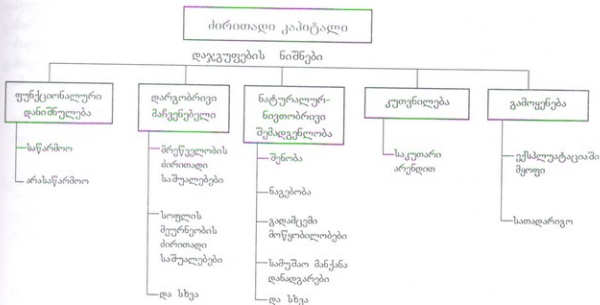 ძირითადი კაპიტალი
დაჯგუფების ნიშნები
ფუნქციონალური
დანიშნულება
საწარმოო
არასაწარმოო
დარგობრივი
მაჩვენებელი
მრეწველობის
ძირითადი
საშუალებები
სოფლის
მეურნეობის
ძირითადი
საშუალებები
და სხვა
ნატურალურ-
ნივთობრივი
შემადგენლობა
შენობა
ნაგებობა
გადამცემი
მოწყობილობები
სამუშაო მანქანა
დანადგარები
და სხვა
კუთვნილება
საკუთარი
არენდით
გამოყენება
ექსპლუატაციაში
მყოფი
სათადარიგო